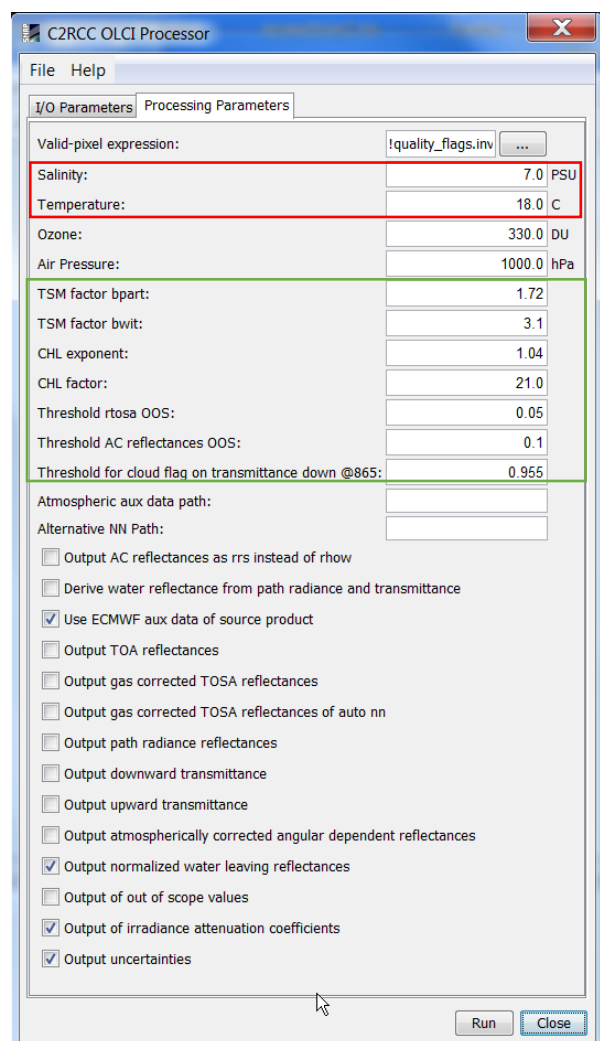 C2RCC OLCI Processor
File Help
I/O Parameters Processing Parameters
Valid-pixel expression: !quality_flags.inv ...
Salinity: 7.0 PSU
Temperature: 18.0 C
Ozone: 330.0 DU
Air Pressure: 1000.0 hPa
TSM factor bpart: 1.72
TSM factor bwit: 3.1
CHL exponent: 1.04
CHL factor: 21.0
Threshold rtosa OOS: 0.05
Threshold AC reflectances OOS: 0.1
Threshold for cloud flag on transmittance down @865: 0.955
Atmospheric aux data path:
Alternative NN Path:
Output AC reflectances as rrs instead of rhow
Derive water reflectance from path radiance and transmittance
Use ECMWF aux data of source product
Output TOA reflectances
Output gas corrected TOSA reflectances
Output gas corrected TOSA reflectances of auto nn
Output path radiance reflectances
Output downward transmittance
Output upward transmittance
Output atmospherically corrected angular dependent reflectances
Output normalized water leaving reflectances
Output of out of scope values
Output of irradiance attenuation coefficients
Output uncertainties
Run Close